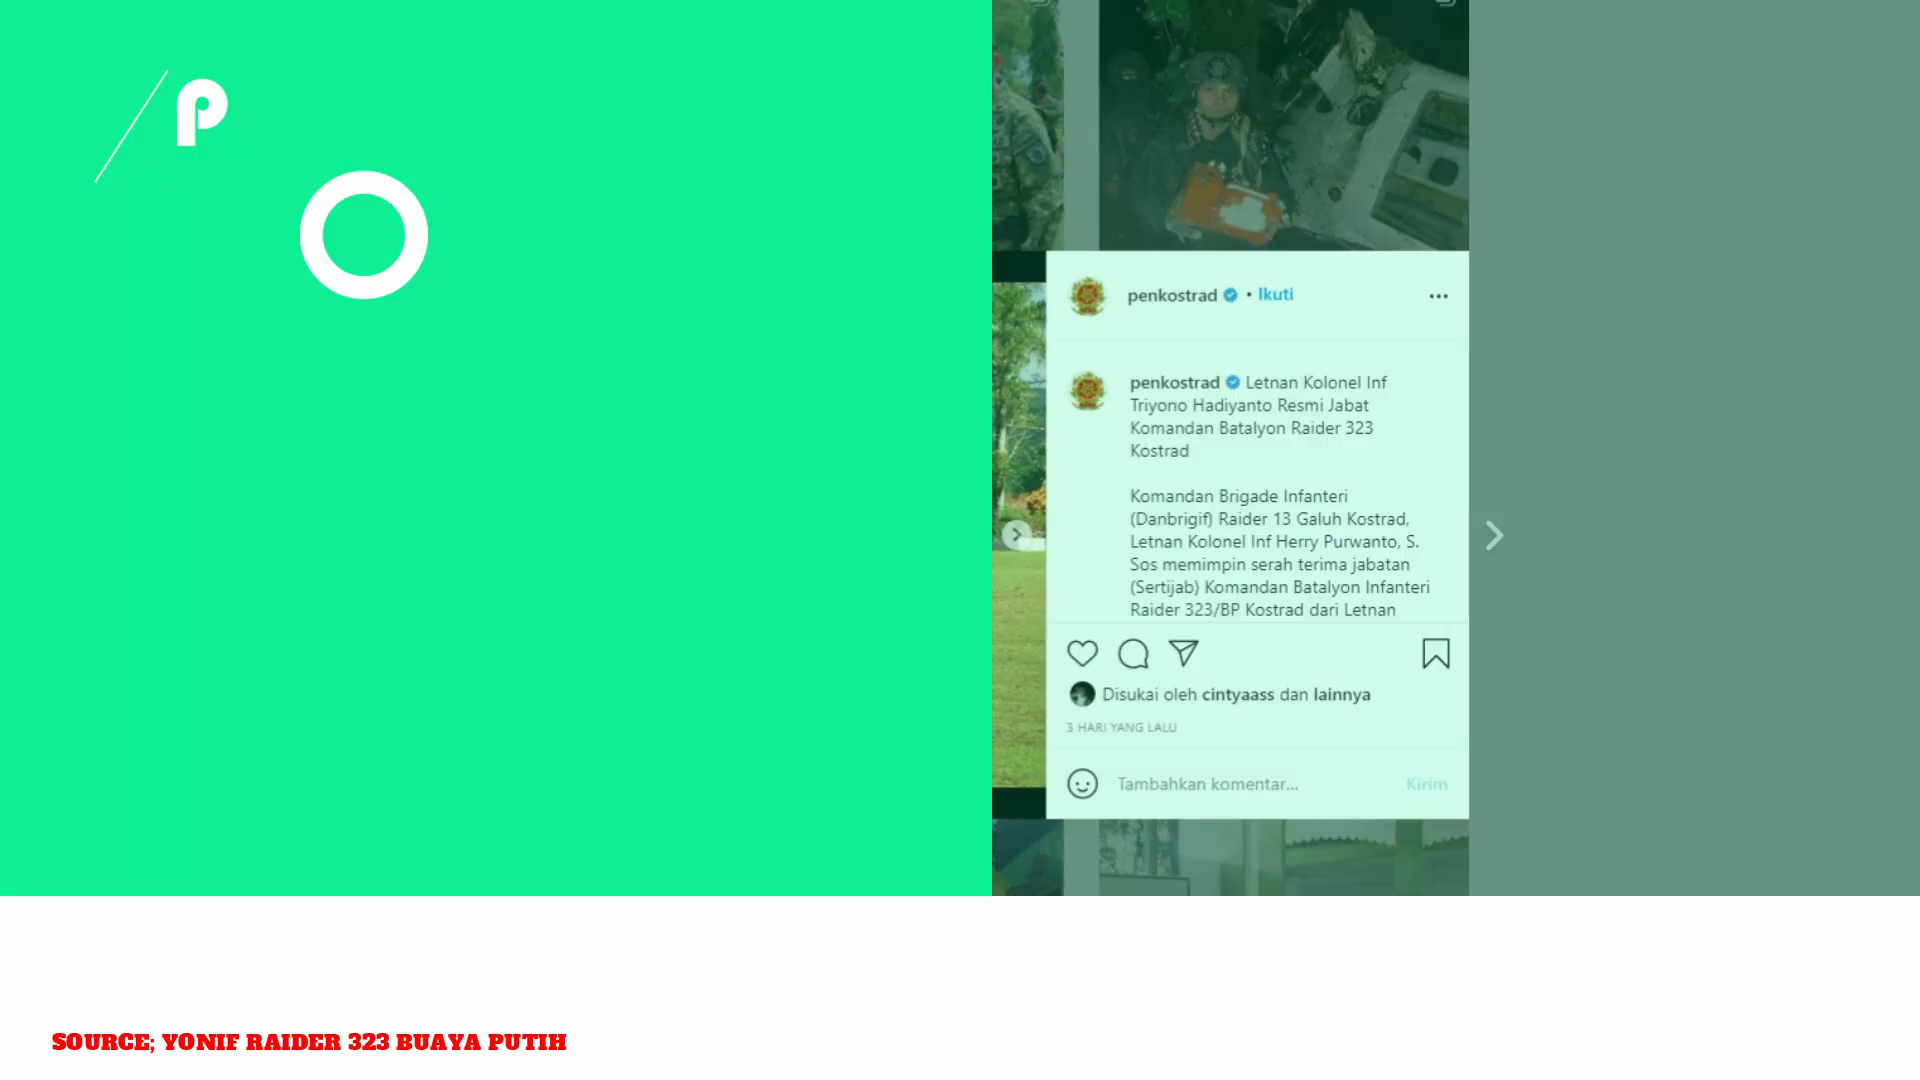 P
penkostrad • Ikuti
penkostrad Letnan Kolonel Inf
Triyono Hadiyanto Resmi Jabat
Komandan Batalyon Raider 323
Kostrad
Komandan Brigade Infanteri
(Danbrigif) Raider 13 Galuh Kostrad,
Letnan Kolonel Inf Herry Purwanto, S.
Sos memimpin serah terima jabatan
(Sertijab) Komandan Batalyon Infanteri
Raider 323/BP Kostrad dari Letnan
Disukai oleh cintyaass dan lainnya
3 HARI YANG LALU
Tambahkan komentar...
Kirim
SOURCE; YONIF RAIDER 323 BUAYA PUTIH